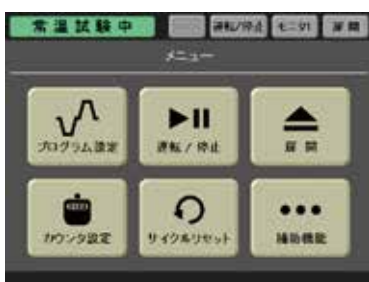 常温試験中
運転/停止
モニタ1
扉開
メニュー
プログラム設定
運転 / 停止
扉開
カウンタ設定
サイクルリセット
補助機能